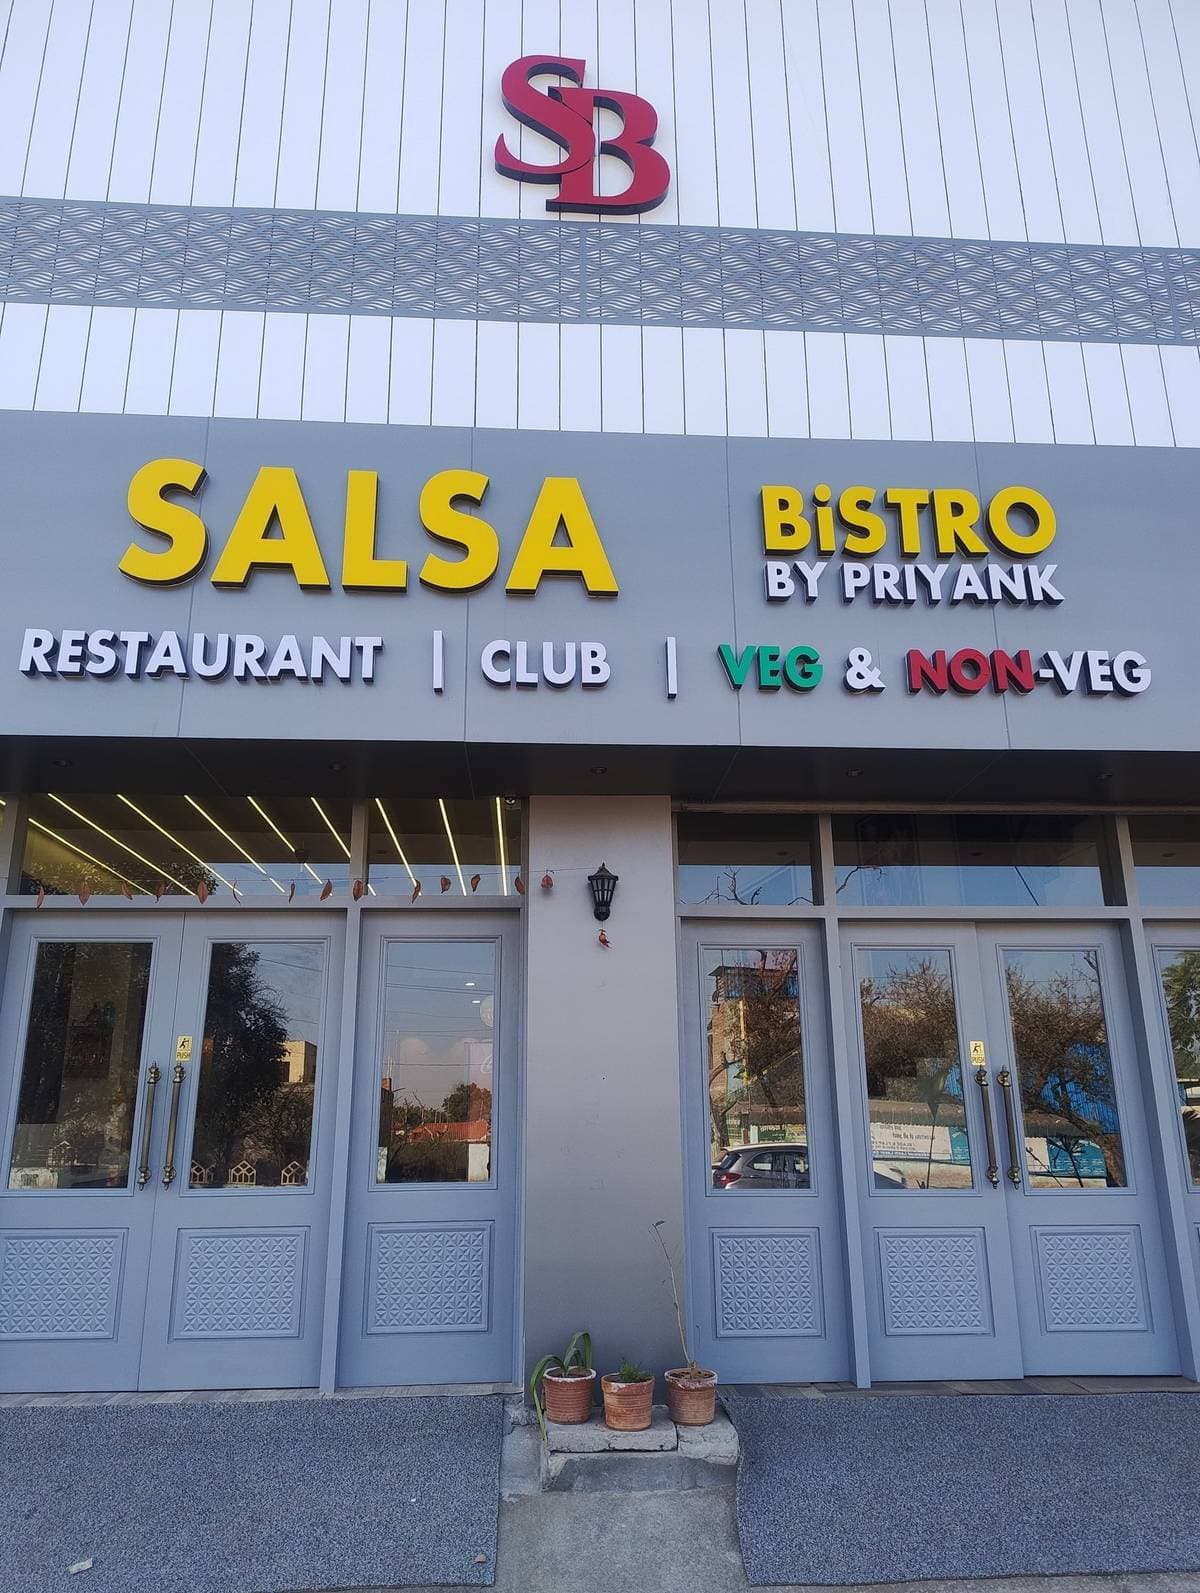 SB
SALSA
BiSTRO
BY PRIYANK
RESTAURANT | CLUB | VEG & NON-VEG
PUSH
PUSH